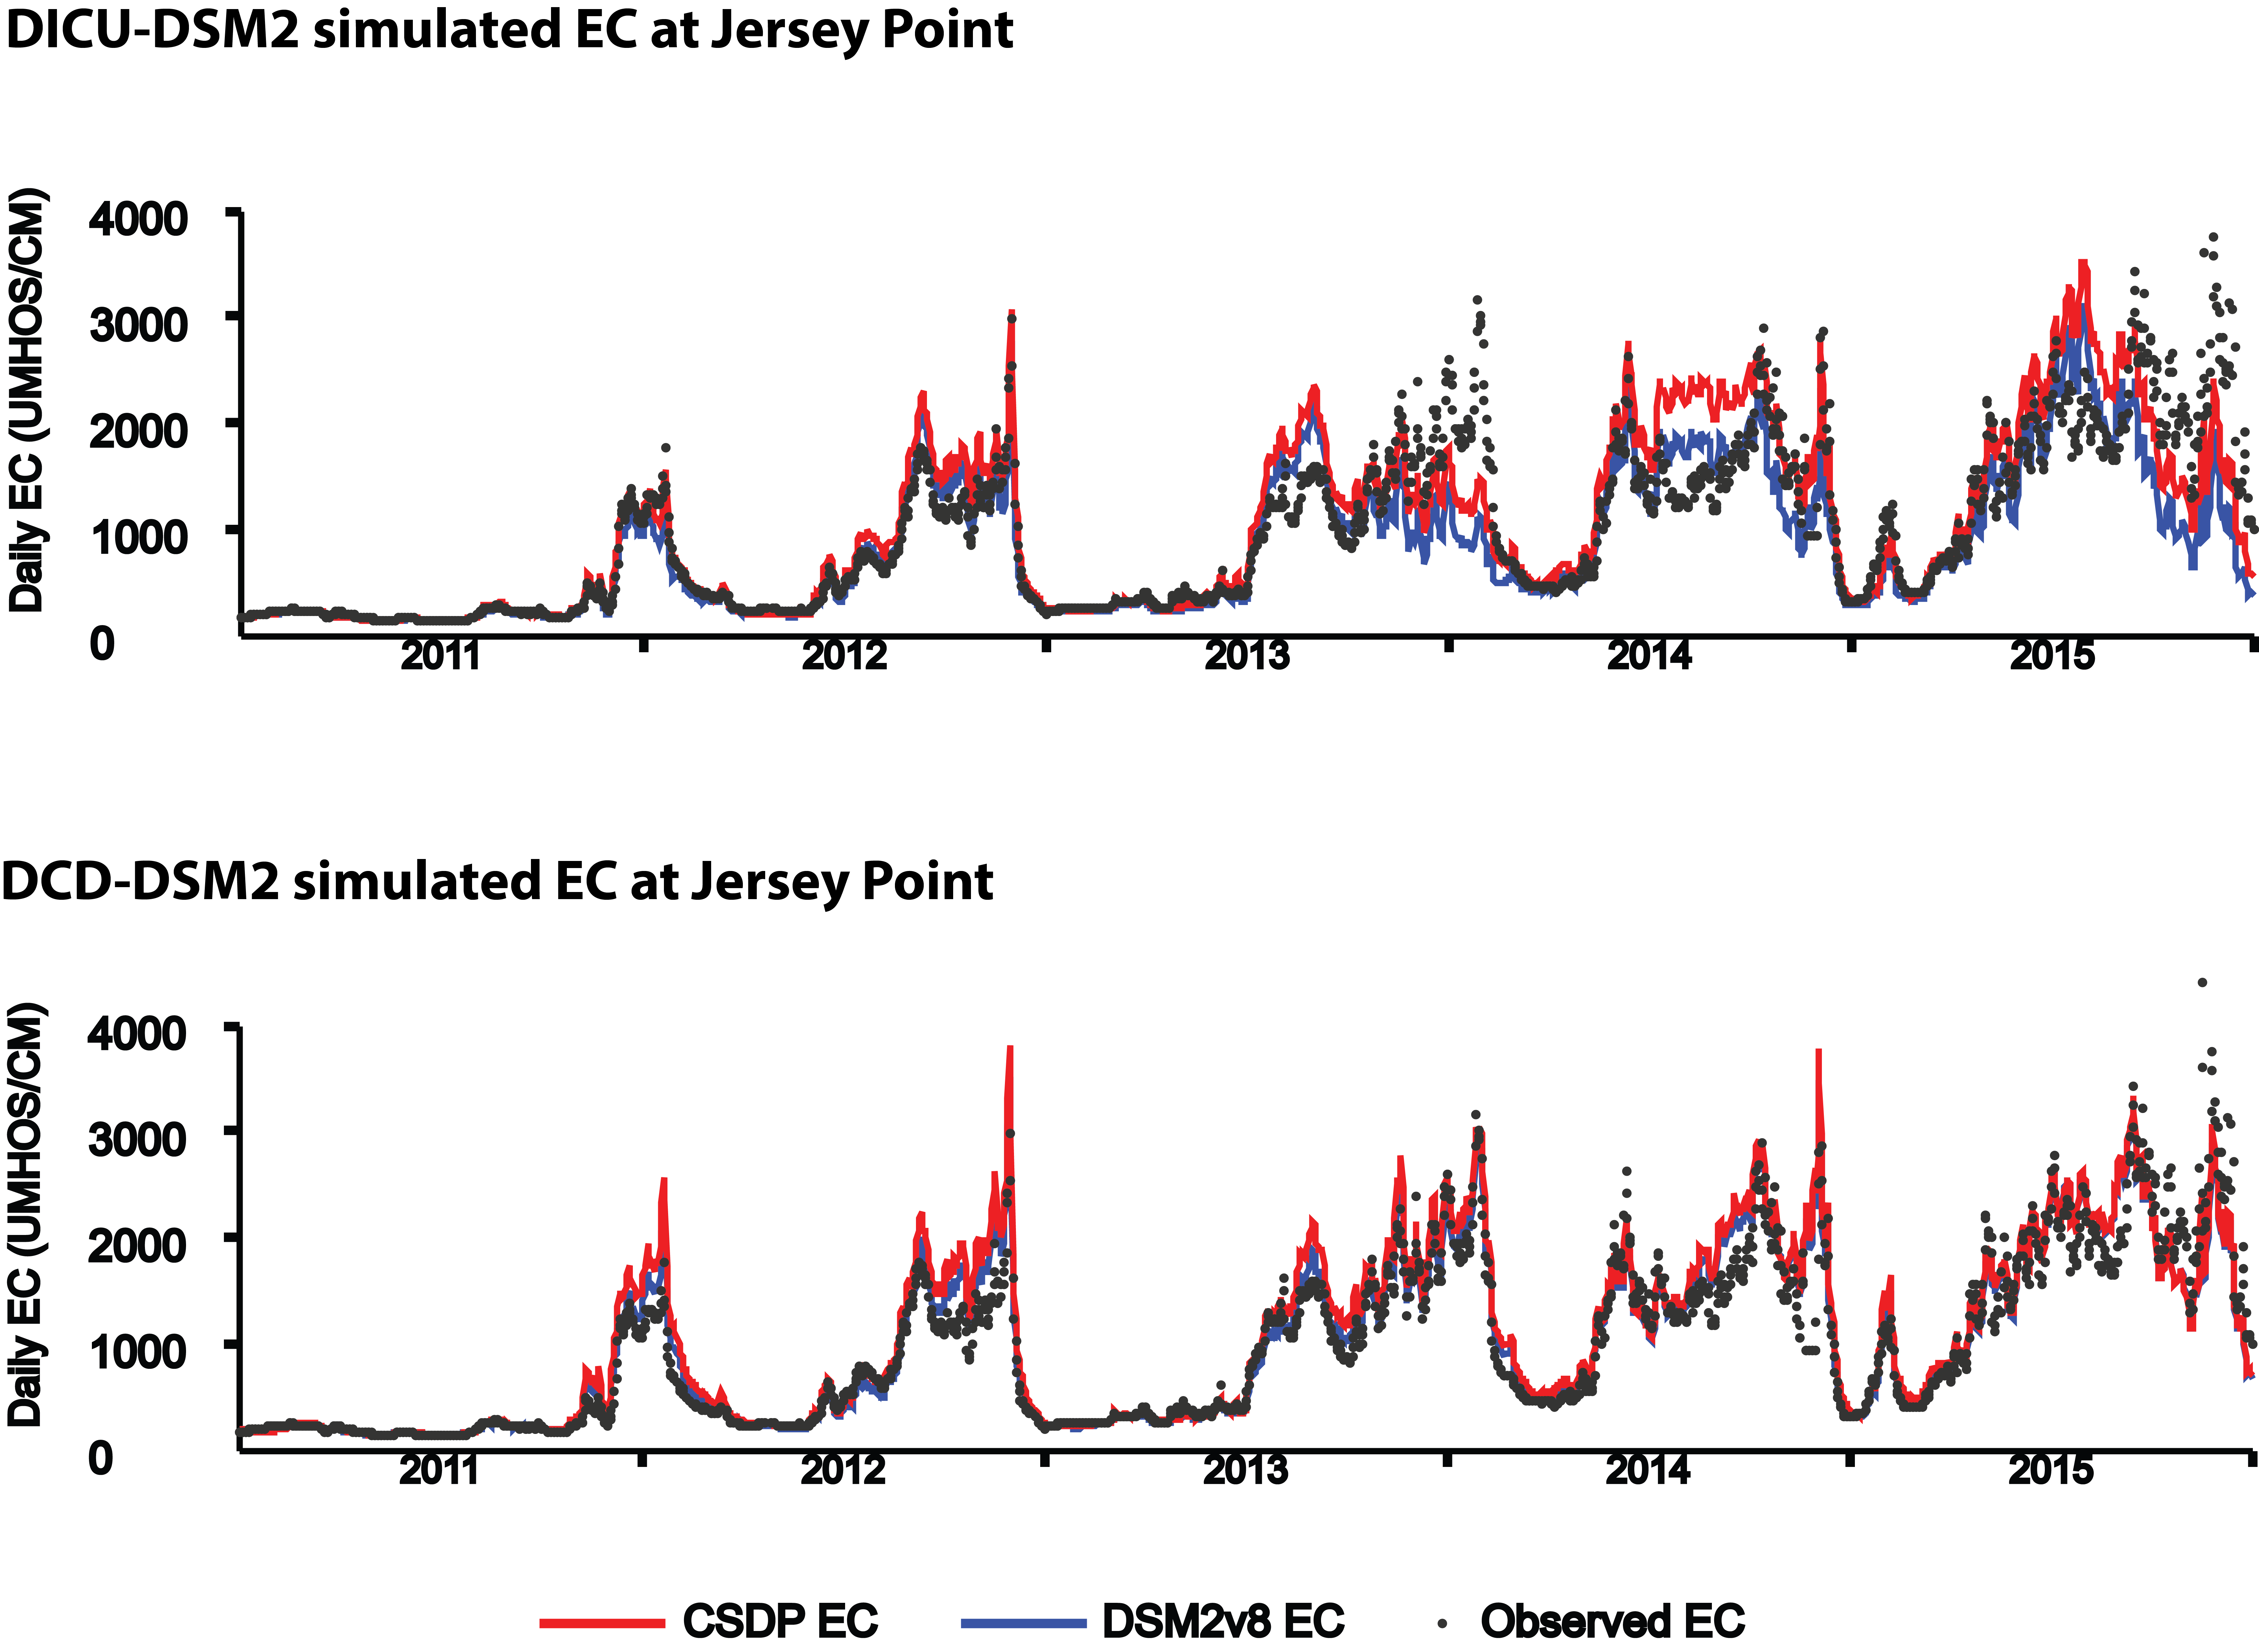 DICU-DSM2 simulated EC at Jersey Point
Daily EC (UMHOS/CM)
4000
3000
2000
1000
0
2011 2012 2013 2014 2015
DCD-DSM2 simulated EC at Jersey Point
Daily EC (UMHOS/CM)
4000
3000
2000
1000
0
2011 2012 2013 2014 2015
CSDP EC DSM2v8 EC Observed EC